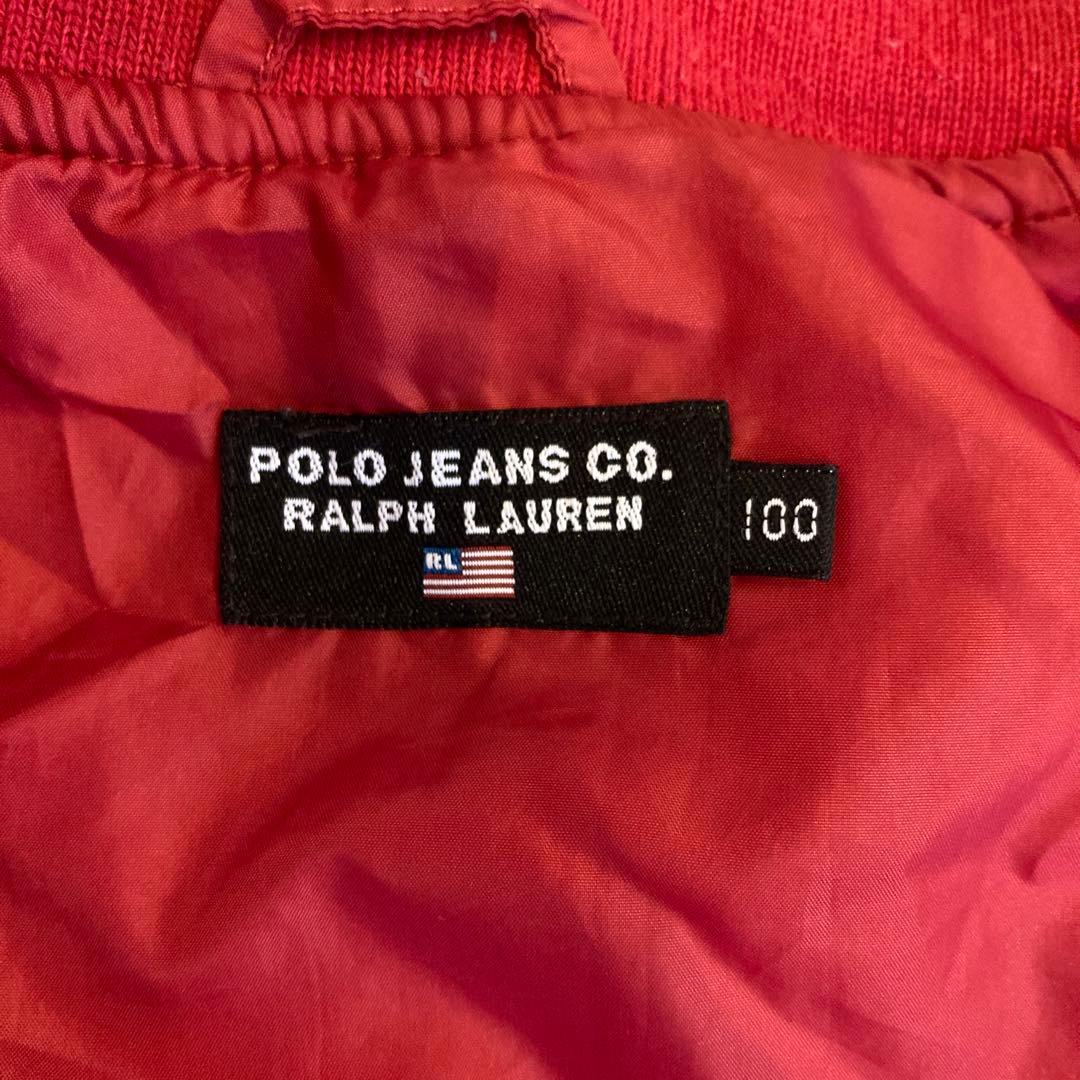 POLO JEANS CO.
RALPH LAUREN
RL
100